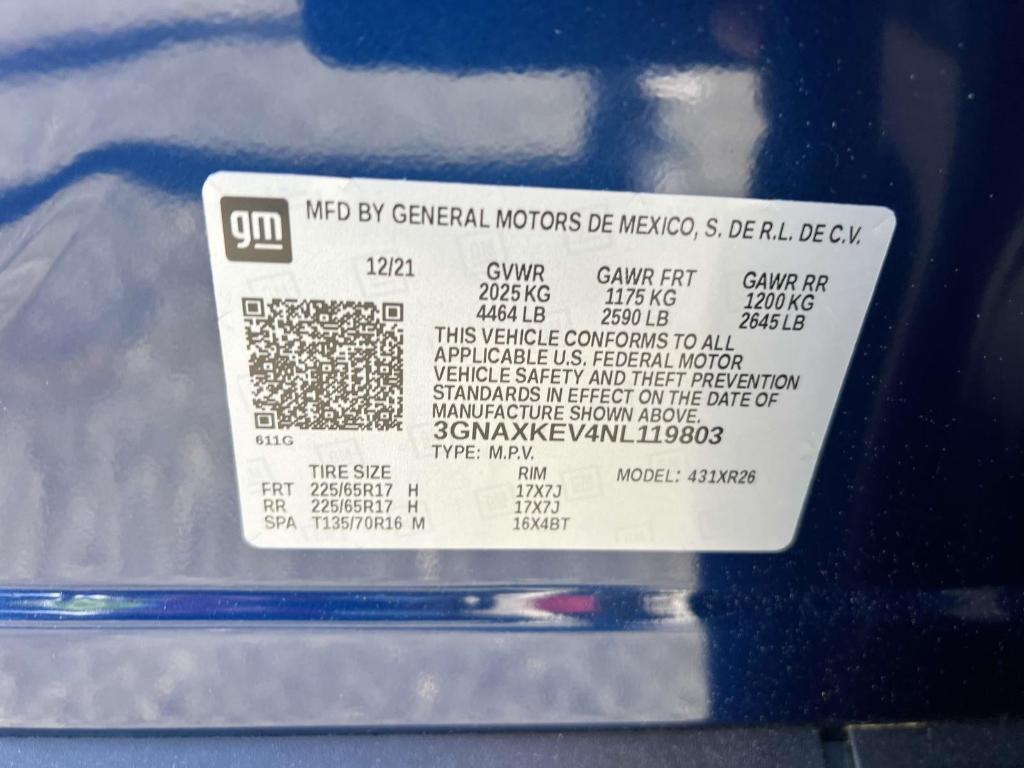 gm
MFD BY GENERAL MOTORS DE MEXICO, S. DE R.L. DE C.V.
12/21
GVWR GAWR FRT GAWR RR
2025 KG 1175 KG 1200 KG
4464 LB 2590 LB 2645 LB
THIS VEHICLE CONFORMS TO ALL
APPLICABLE U.S. FEDERAL MOTOR
VEHICLE SAFETY AND THEFT PREVENTION
STANDARDS IN EFFECT ON THE DATE OF
MANUFACTURE SHOWN ABOVE.
3GNAXKEV4NL119803
611G
TYPE: M.P.V.
TIRE SIZE RIM MODEL: 431XR26
FRT 225/65R17 H 17X7J
RR 225/65R17 H 17X7J
SPA T135/70R16 M 16X4BT